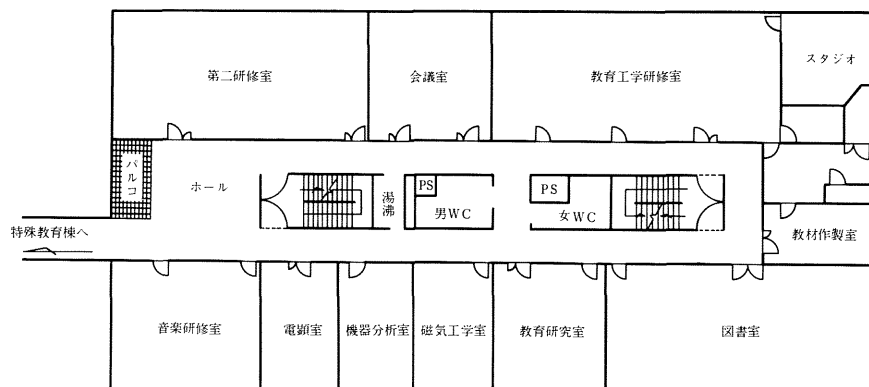 第二研修室
会議室
教育工学研修室
スタジオ
バルコ
ホール
湯沸
PS
男WC
PS
女WC
教材作製室
特殊教育棟へ
音楽研修室
電顕室
機器分析室
磁気工学室
教育研究室
図書室